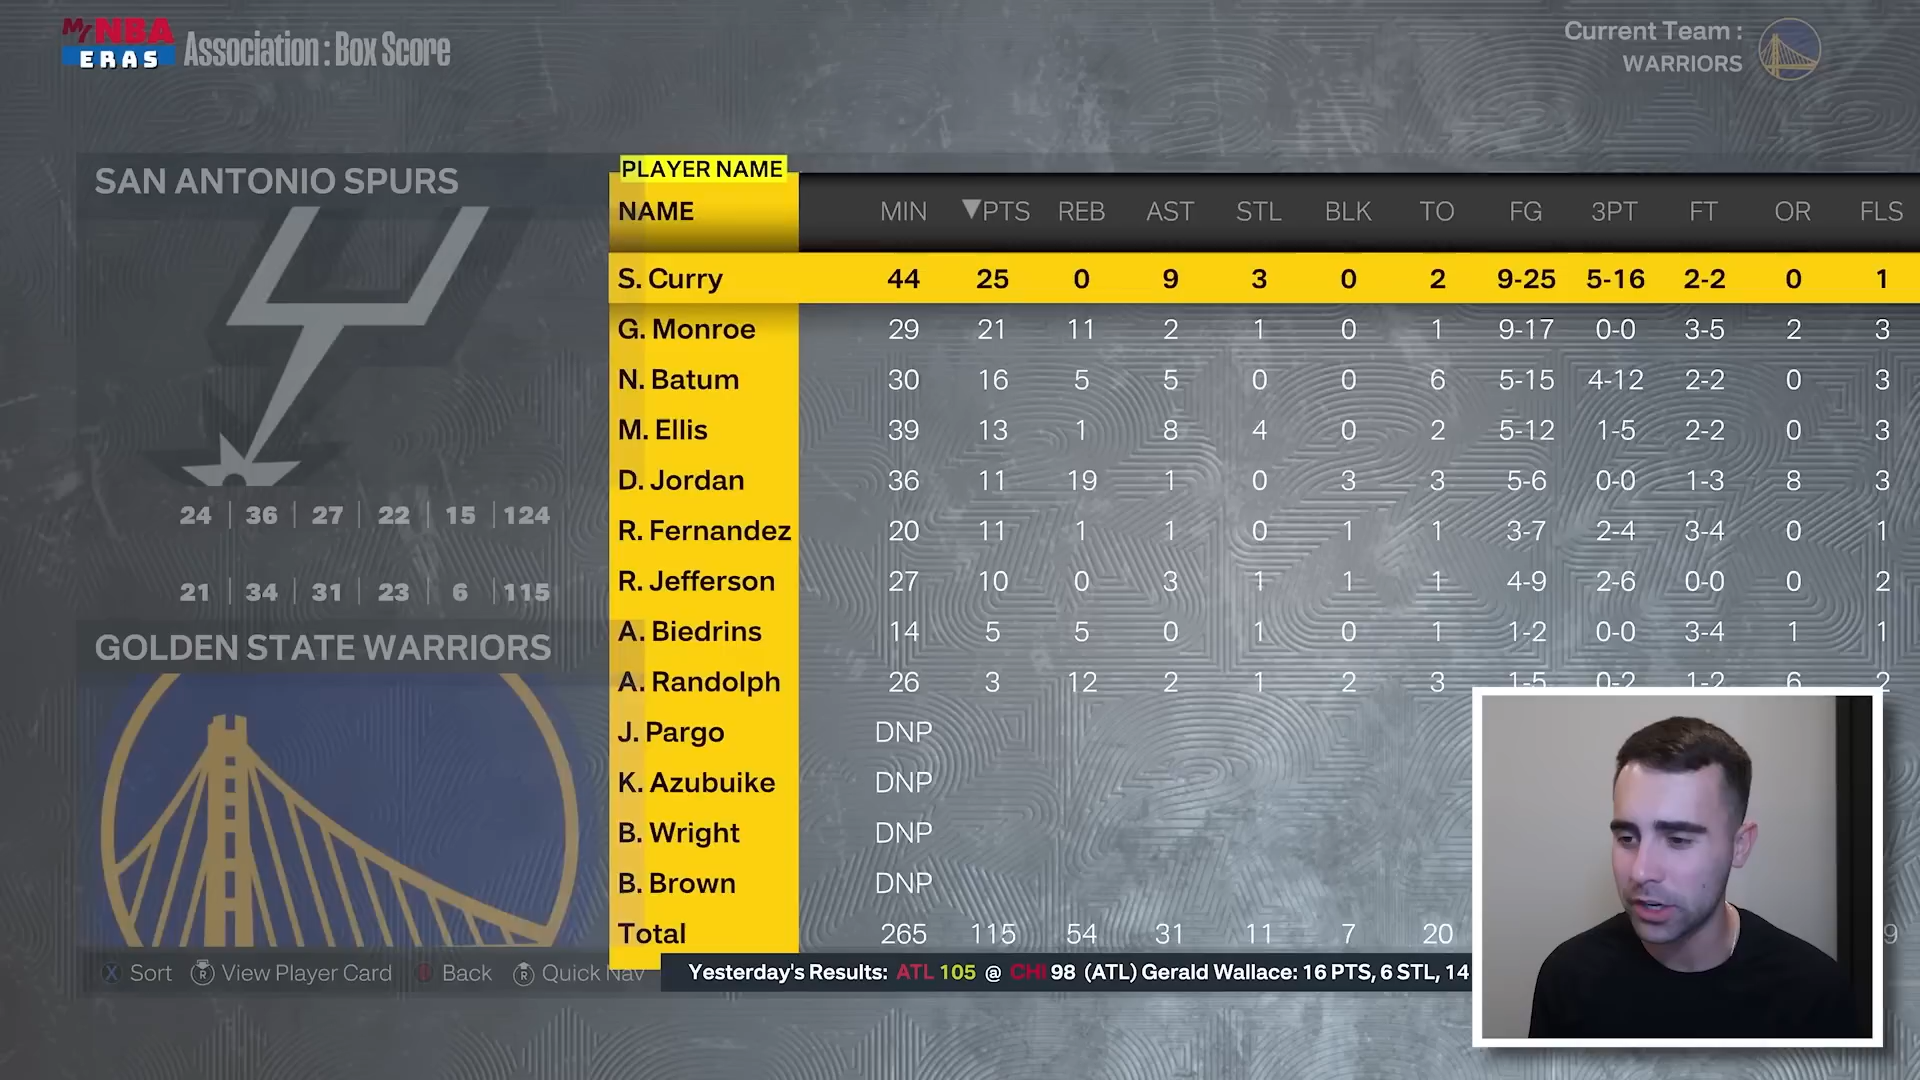 My NBA ERAS Association : Box Score
Current Team :
WARRIORS
SAN ANTONIO SPURS
24 | 36 | 27 | 22 | 15 | 124
21 | 34 | 31 | 23 | 6 | 115
GOLDEN STATE WARRIORS
PLAYER NAME
NAME MIN ▼PTS REB AST STL BLK TO FG 3PT FT OR FLS
S. Curry 44 25 0 9 3 0 2 9-25 5-16 2-2 0 1
G. Monroe 29 21 11 2 1 0 1 9-17 0-0 3-5 2 3
N. Batum 30 16 5 5 0 0 6 5-15 4-12 2-2 0 3
M. Ellis 39 13 1 8 4 0 2 5-12 1-5 2-2 0 3
D. Jordan 36 11 19 1 0 3 3 5-6 0-0 1-3 8 3
R. Fernandez 20 11 1 1 0 1 1 3-7 2-4 3-4 0 1
R. Jefferson 27 10 0 3 1 1 1 4-9 2-6 0-0 0 2
A. Biedrins 14 5 5 0 1 0 1 1-2 0-0 3-4 1 1
A. Randolph 26 3 12 2 1 2 3 1-5 0-2 1-2 6 2
J. Pargo DNP
K. Azubuike DNP
B. Wright DNP
B. Brown DNP
Total 265 115 54 31 11 7 20 9
X Sort R View Player Card Back R Quick Nav
Yesterday's Results: ATL 105 @ CHI 98 (ATL) Gerald Wallace: 16 PTS, 6 STL, 14